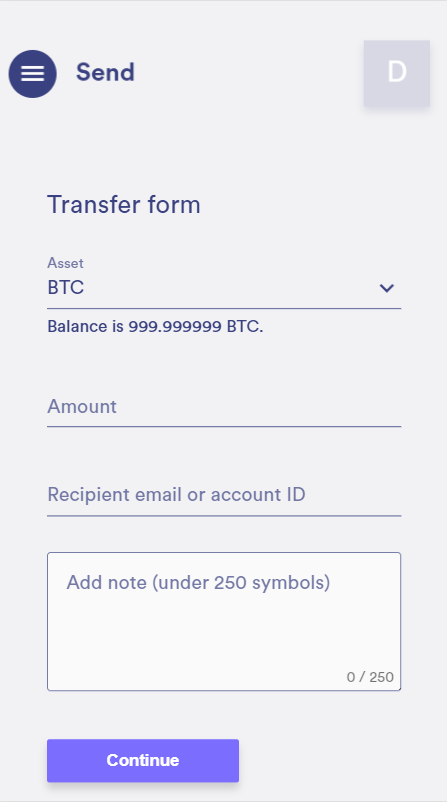 Send
D
Transfer form
Asset
BTC
Balance is 999.999999 BTC.
Amount
Recipient email or account ID
Add note (under 250 symbols)
0 / 250
Continue